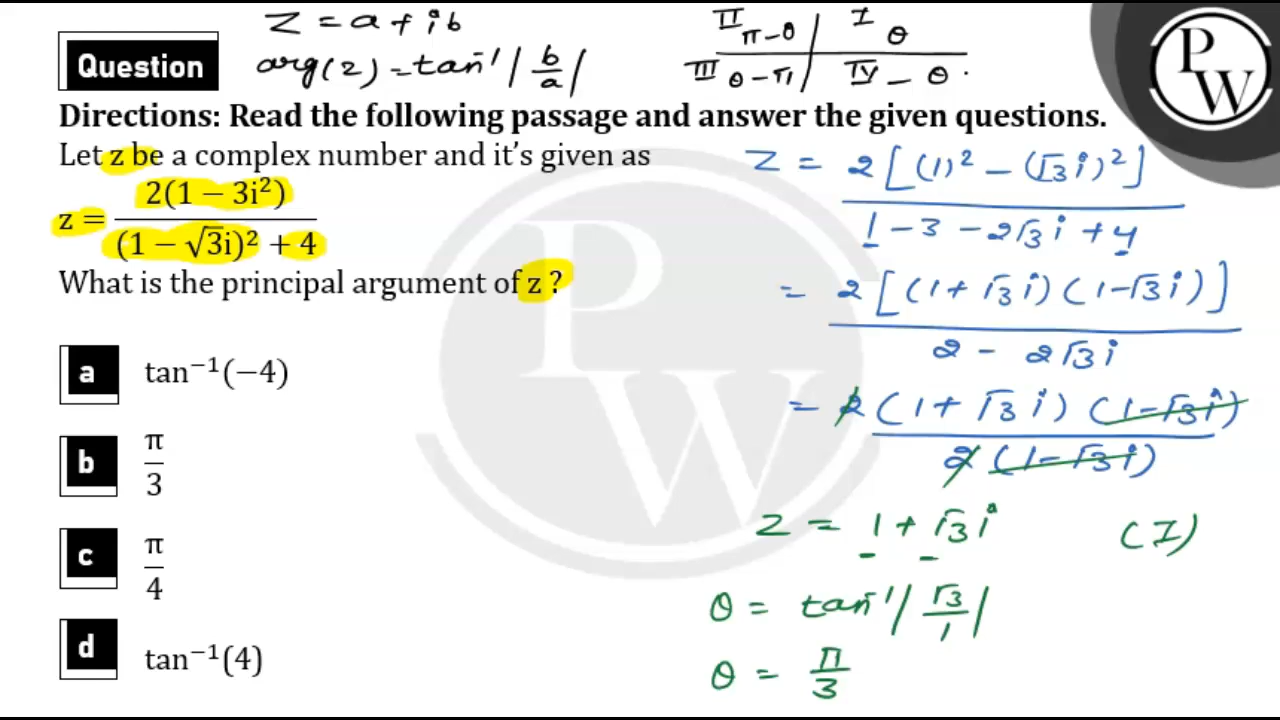 z = a + ib
arg(z) = tan⁻¹ |b/a|
II π-θ | I θ
III θ-π | IV -θ.
P
W
Question
Directions: Read the following passage and answer the given questions.
Let z be a complex number and it's given as
z = 2(1 − 3i²) / (1 − √3i)² + 4
What is the principal argument of z ?
a tan⁻¹(−4)
b π/3
c π/4
d tan⁻¹(4)
z = 2[(1)² − (√3i)²] / 1 − 3 − 2√3i + 4
= 2[(1 + √3i)(1 − √3i)] / 2 − 2√3i
= 2(1 + √3i)(1 − √3i) / 2(1 − √3i)
z = 1 + √3i (I)
θ = tan⁻¹ |√3/1|
θ = π/3
P
W